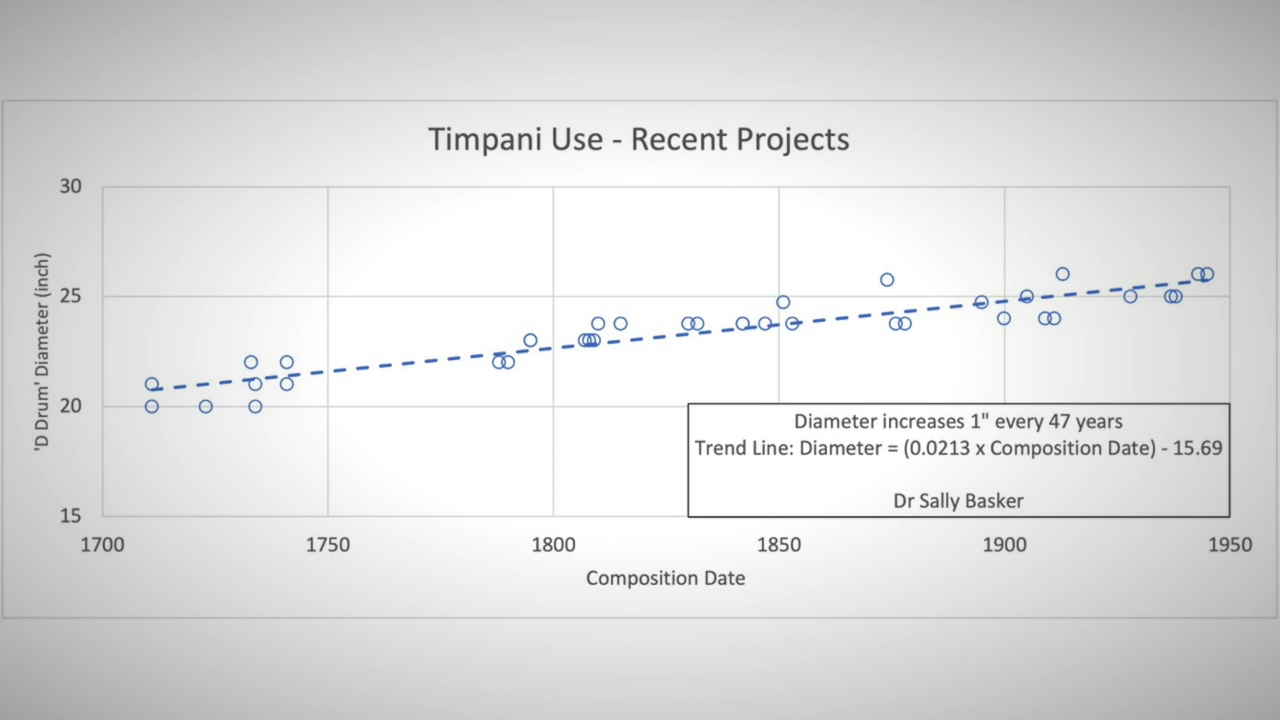 Timpani Use - Recent Projects
30
25
20
15
'D Drum' Diameter (inch)
1700 1750 1800 1850 1900 1950
Composition Date
Diameter increases 1" every 47 years
Trend Line: Diameter = (0.0213 x Composition Date) - 15.69
Dr Sally Basker